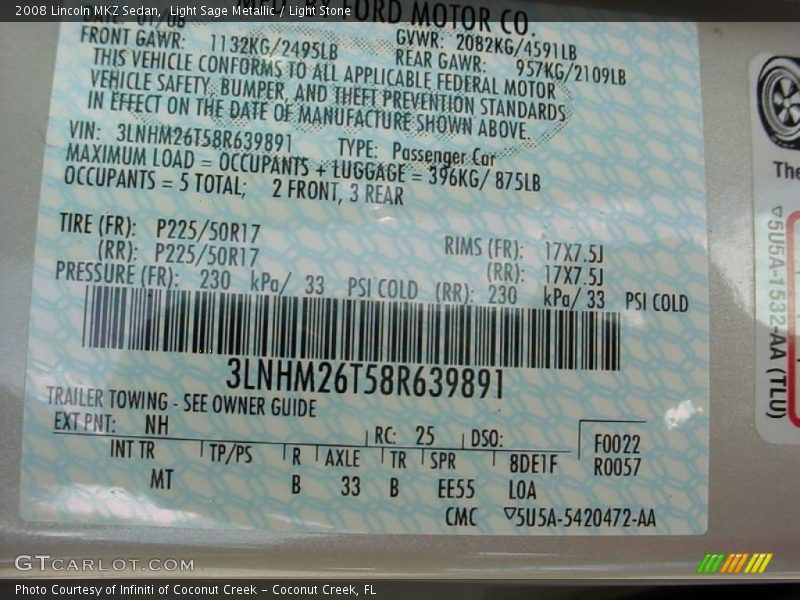 2008 Lincoln MKZ Sedan, Light Sage Metallic / Light Stone
FORD MOTOR CO.
DATE: 01/08
FRONT GAWR: 1132KG/2495LB GVWR: 2082KG/4591LB
REAR GAWR: 957KG/2109LB
THIS VEHICLE CONFORMS TO ALL APPLICABLE FEDERAL MOTOR
VEHICLE SAFETY, BUMPER, AND THEFT PREVENTION STANDARDS
IN EFFECT ON THE DATE OF MANUFACTURE SHOWN ABOVE.
VIN: 3LNHM26T58R639891 TYPE: Passenger Car
MAXIMUM LOAD = OCCUPANTS + LUGGAGE = 396KG/ 875LB
OCCUPANTS = 5 TOTAL; 2 FRONT, 3 REAR
TIRE (FR): P225/50R17 RIMS (FR): 17X7.5J
(RR): P225/50R17 (RR): 17X7.5J
PRESSURE (FR): 230 kPa/ 33 PSI COLD (RR): 230 kPa/ 33 PSI COLD
3LNHM26T58R639891
TRAILER TOWING - SEE OWNER GUIDE
EXT PNT: NH RC: 25 DSO: F0022
INT TR TP/PS R AXLE TR SPR 8DE1F R0057
MT B 33 B EE55 L0A
CMC ▽5U5A-5420472-AA
The
▽5U5A-1532-AA (TLU)
GTCARLOT.COM
Photo Courtesy of Infiniti of Coconut Creek – Coconut Creek, FL